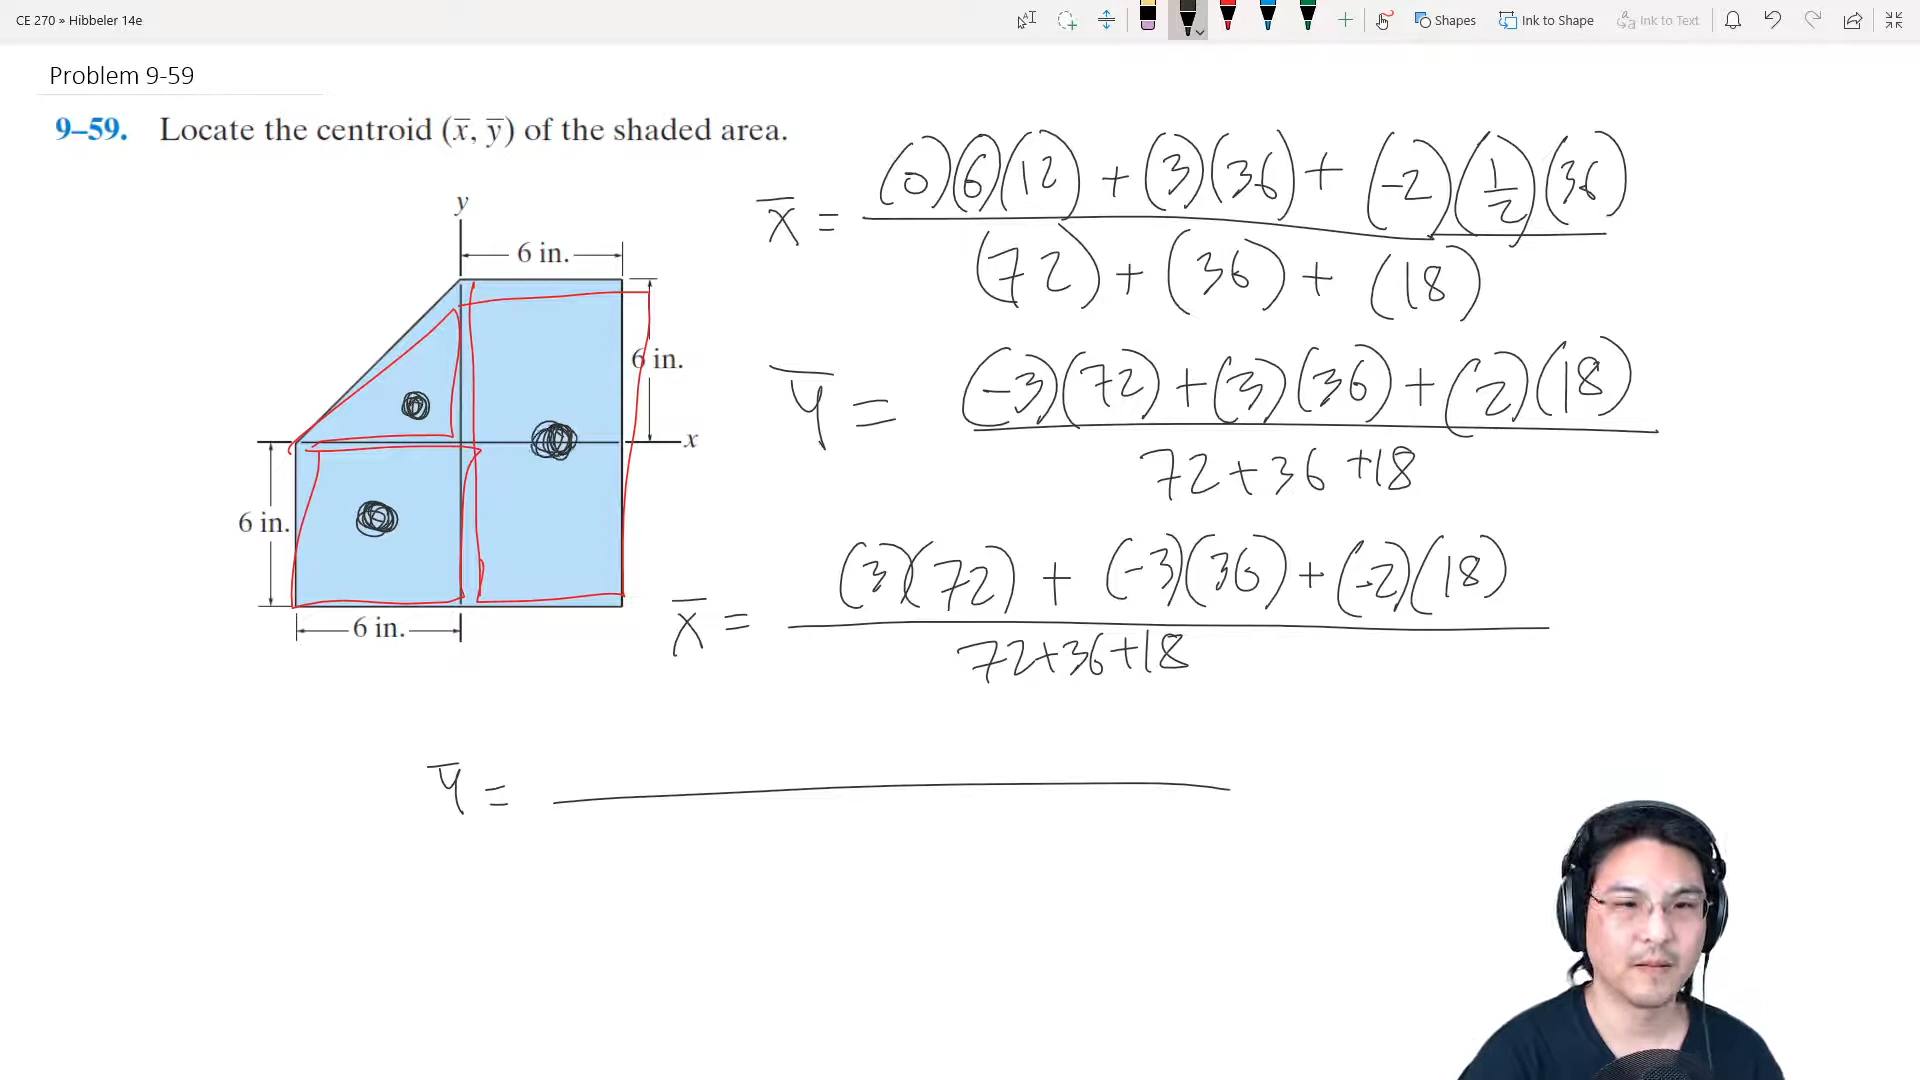 CE 270 » Hibbeler 14e
Shapes
Ink to Shape
Ink to Text
Problem 9-59
9–59. Locate the centroid (x̅, y̅) of the shaded area.
y
6 in.
6 in.
x
6 in.
6 in.
x̅ = (0)(6)(12) + (3)(36) + (-2)(1/2)(36)
(72) + (36) + (18)
y̅ = (-3)(72) + (3)(36) + (2)(18)
72 + 36 + 18
x̅ = (3)(72) + (-3)(36) + (-2)(18)
72+36+18
y̅ =